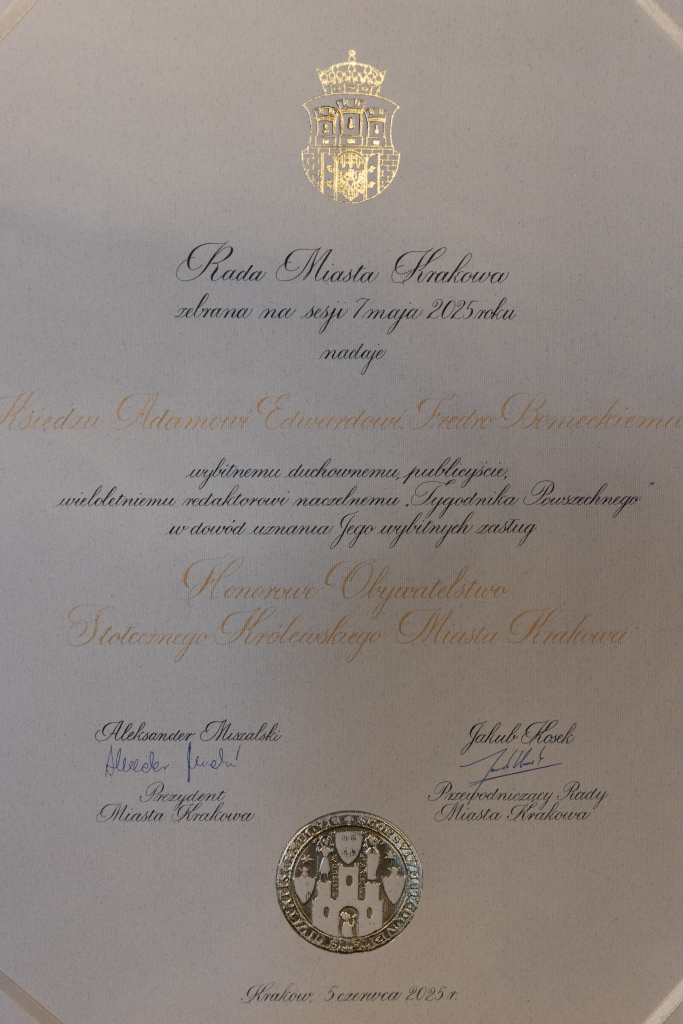 Rada Miasta Krakowa
zebrana na sesji 7 maja 2025 roku
nadaje
Księdzu Adamowi Edwardowi Fredro Bonieckiemu
wybitnemu duchownemu, publicyście,
wieloletniemu redaktorowi naczelnemu „Tygodnika Powszechnego”
w dowód uznania Jego wybitnych zasług
Honorowe Obywatelstwo
Stołecznego Królewskiego Miasta Krakowa
Aleksander Miszalski
Jakub Kosek
Prezydent
Miasta Krakowa
Przewodniczący Rady
Miasta Krakowa
Kraków, 5 czerwca 2025 r.